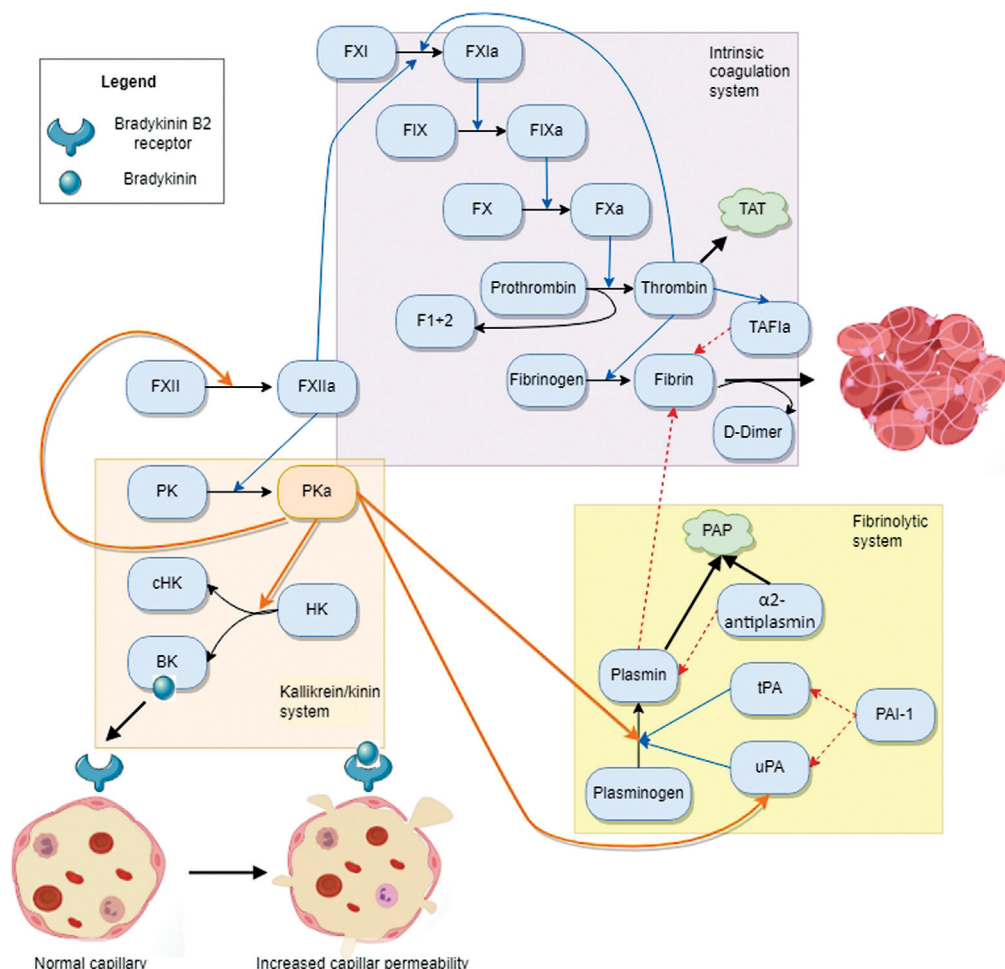 FXI
FXIa
Intrinsic
coagulation
system
Legend
Bradykinin B2
receptor
Bradykinin
FIX
FIXa
FX
FXa
TAT
Prothrombin
Thrombin
F1+2
TAFIa
FXII
FXIIa
Fibrinogen
Fibrin
D-Dimer
PK
PKa
PAP
Fibrinolytic
system
cHK
HK
α2-
antiplasmin
BK
Kallikrein/kinin
system
Plasmin
tPA
PAI-1
uPA
Plasminogen
Normal capillary
Increased capillar permeability